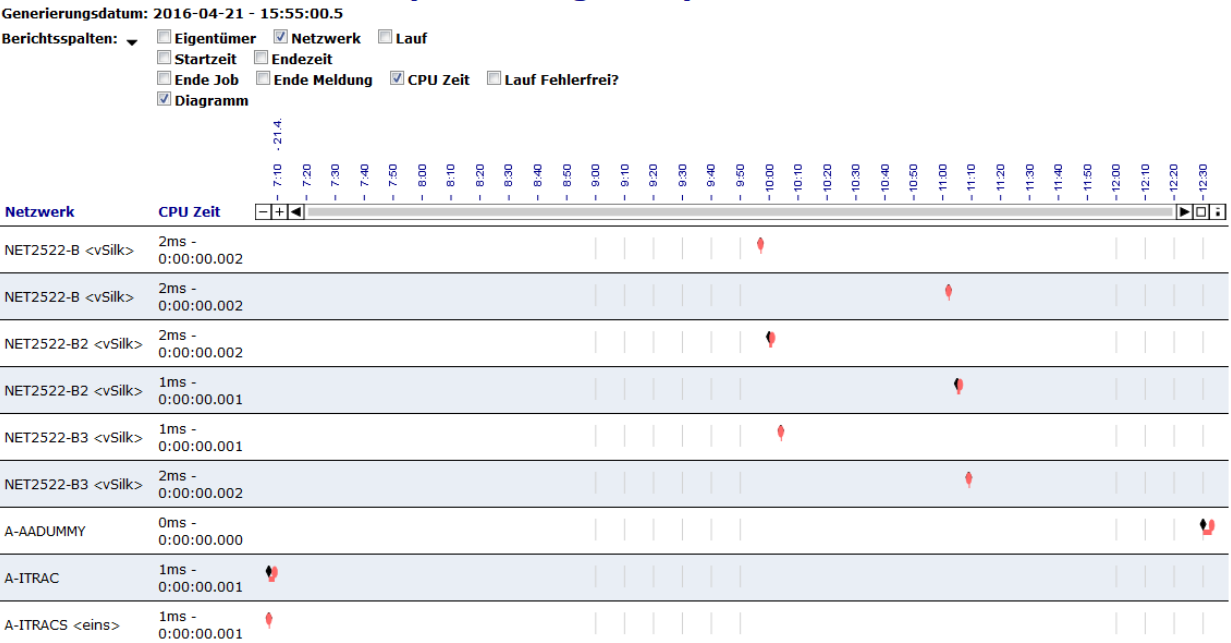 Generierungsdatum: 2016-04-21 - 15:55:00.5
Berichtsspalten: Eigentümer Netzwerk Lauf
Startzeit Endezeit
Ende Job Ende Meldung CPU Zeit Lauf Fehlerfrei?
Diagramm
7:10 - 21.4. 7:20 7:30 7:40 7:50 8:00 8:10 8:20 8:30 8:40 8:50 9:00 9:10 9:20 9:30 9:40 9:50 10:00 10:10 10:20 10:30 10:40 10:50 11:00 11:10 11:20 11:30 11:40 11:50 12:00 12:10 12:20 12:30
Netzwerk CPU Zeit
NET2522-B <vSilk> 2ms -
0:00:00.002
NET2522-B <vSilk> 2ms -
0:00:00.002
NET2522-B2 <vSilk> 2ms -
0:00:00.002
NET2522-B2 <vSilk> 1ms -
0:00:00.001
NET2522-B3 <vSilk> 1ms -
0:00:00.001
NET2522-B3 <vSilk> 2ms -
0:00:00.002
A-AADUMMY 0ms -
0:00:00.000
A-ITRAC 1ms -
0:00:00.001
A-ITRACS <eins> 1ms -
0:00:00.001